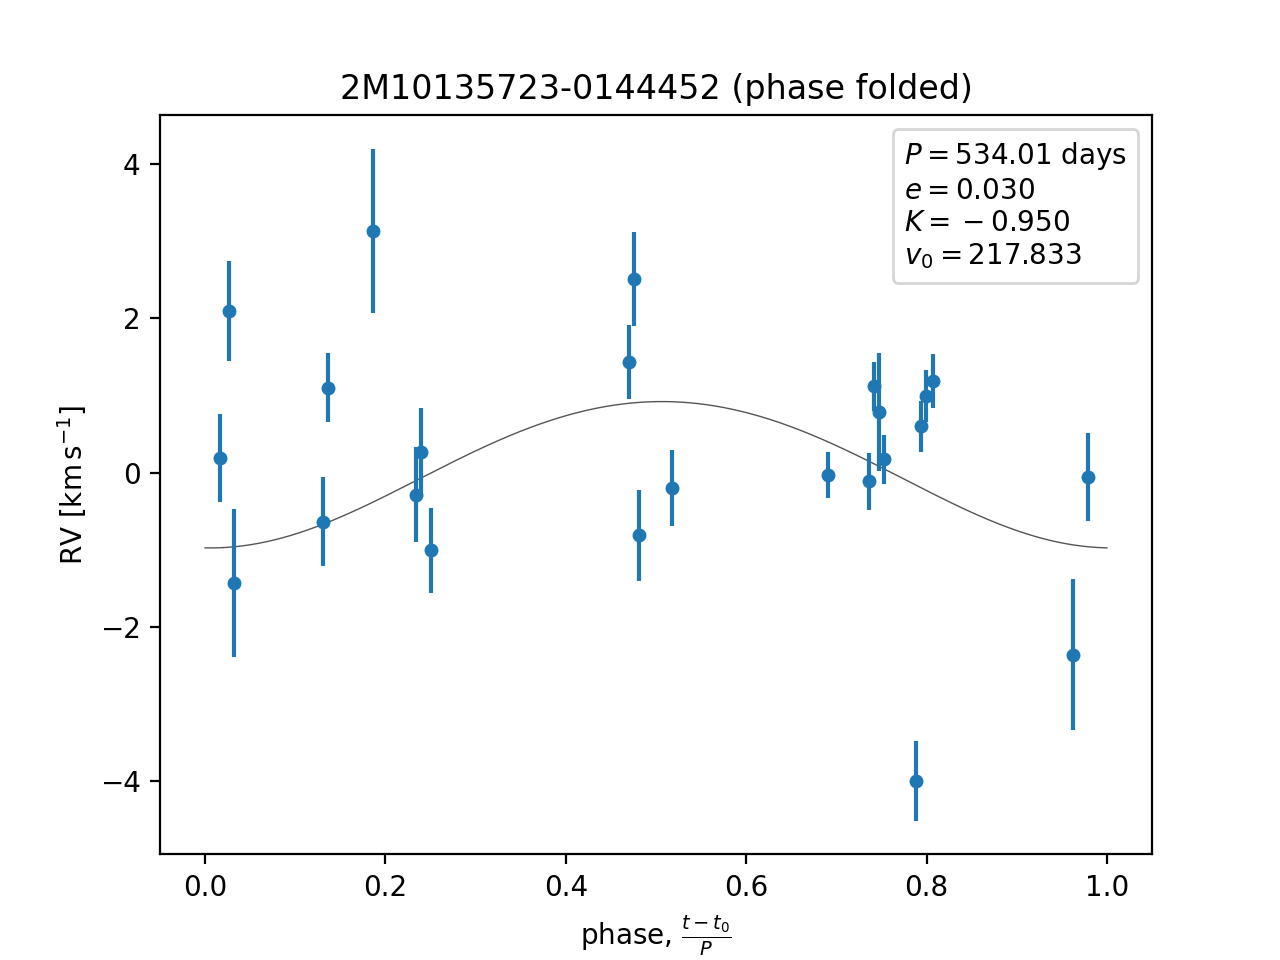 2M10135723-0144452 (phase folded)
P = 534.01 days
e = 0.030
K = −0.950
v₀ = 217.833
4
2
0
−2
−4
RV [km s⁻¹]
0.0 0.2 0.4 0.6 0.8 1.0
phase, (t − t₀)/P